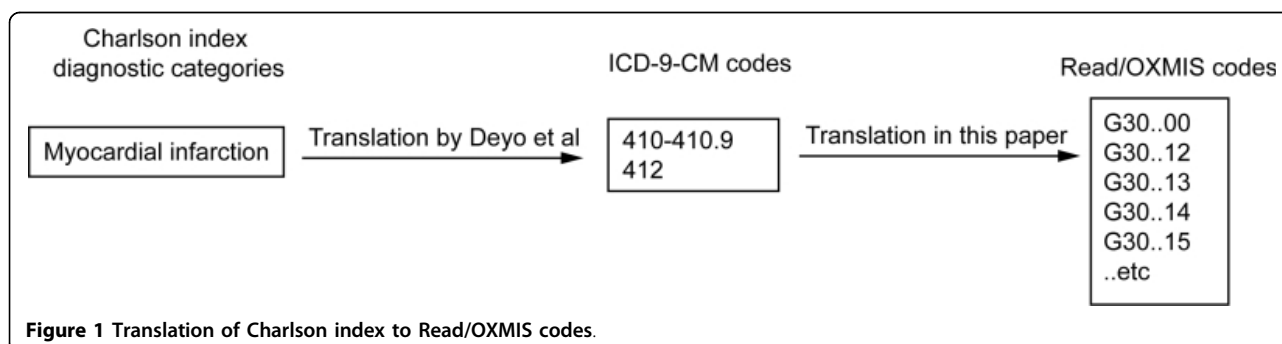 Charlson index
diagnostic categories
Myocardial infarction
Translation by Deyo et al
ICD-9-CM codes
410-410.9
412
Translation in this paper
Read/OXMIS codes
G30..00
G30..12
G30..13
G30..14
G30..15
..etc
Figure 1 Translation of Charlson index to Read/OXMIS codes.